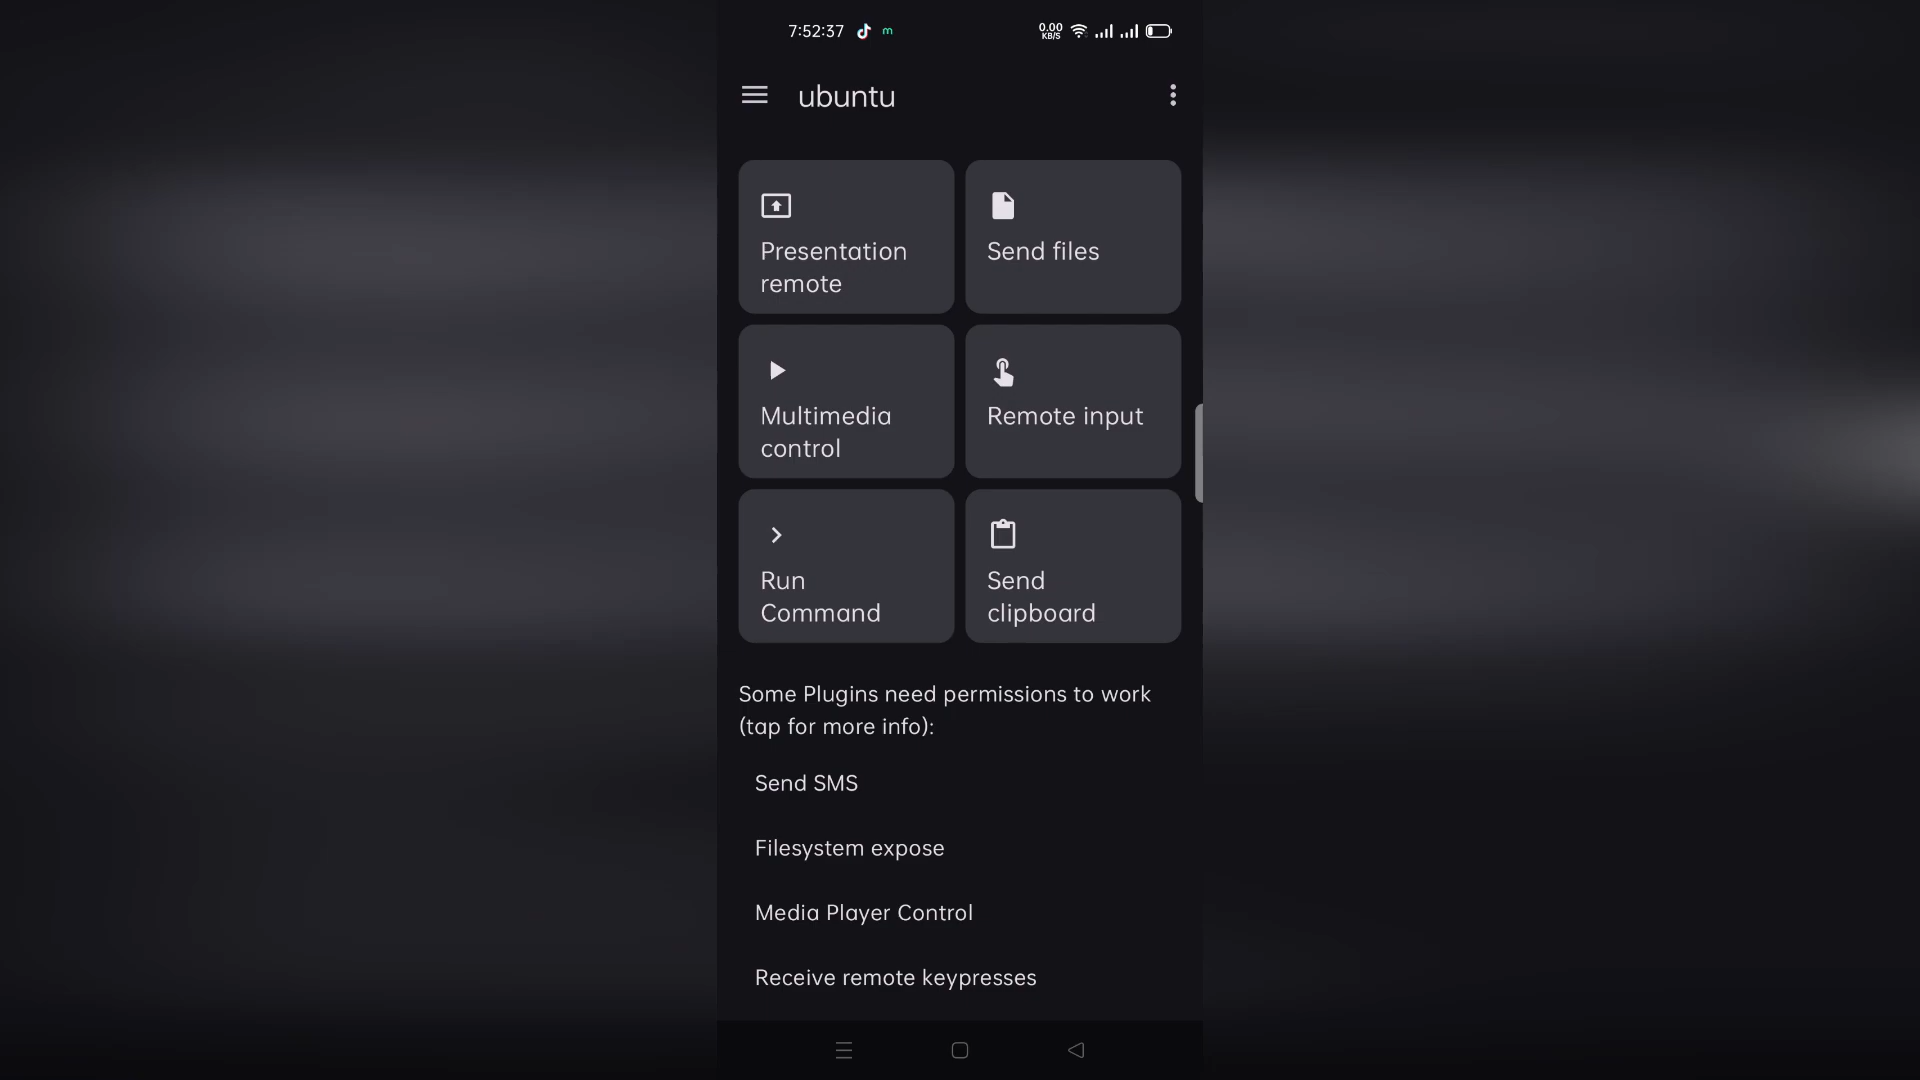 7:52:37
0.00
KB/S
ubuntu
Presentation
remote
Send files
Multimedia
control
Remote input
Run
Command
Send
clipboard
Some Plugins need permissions to work
(tap for more info):
Send SMS
Filesystem expose
Media Player Control
Receive remote keypresses